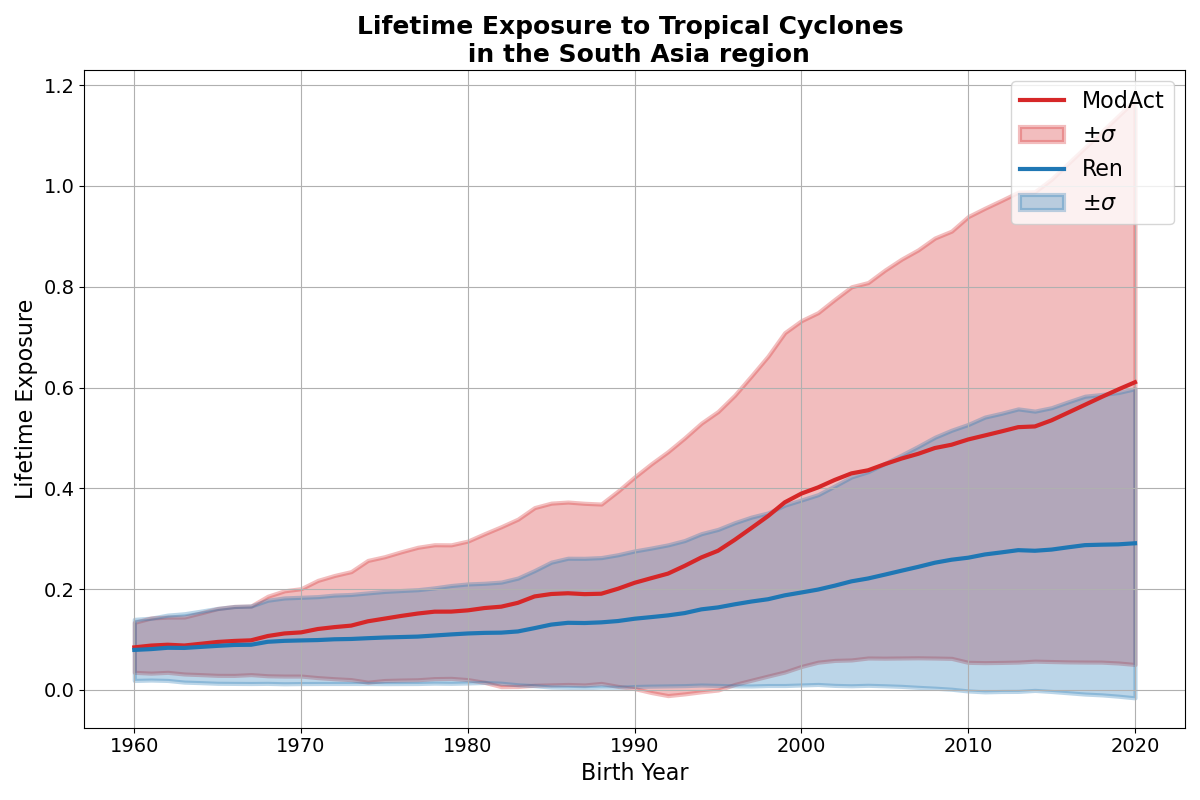 Lifetime Exposure to Tropical Cyclones
in the South Asia region
Lifetime Exposure
1.2
1.0
0.8
0.6
0.4
0.2
0.0
1960 1970 1980 1990 2000 2010 2020
Birth Year
ModAct
±σ
Ren
±σ